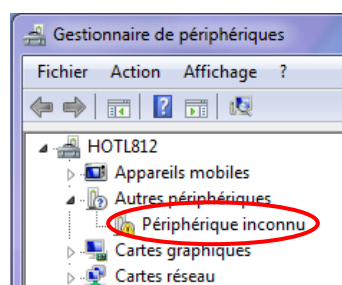 Gestionnaire de périphériques
Fichier Action Affichage ?
HOTL812
Appareils mobiles
Autres périphériques
Périphérique inconnu
Cartes graphiques
Cartes réseau